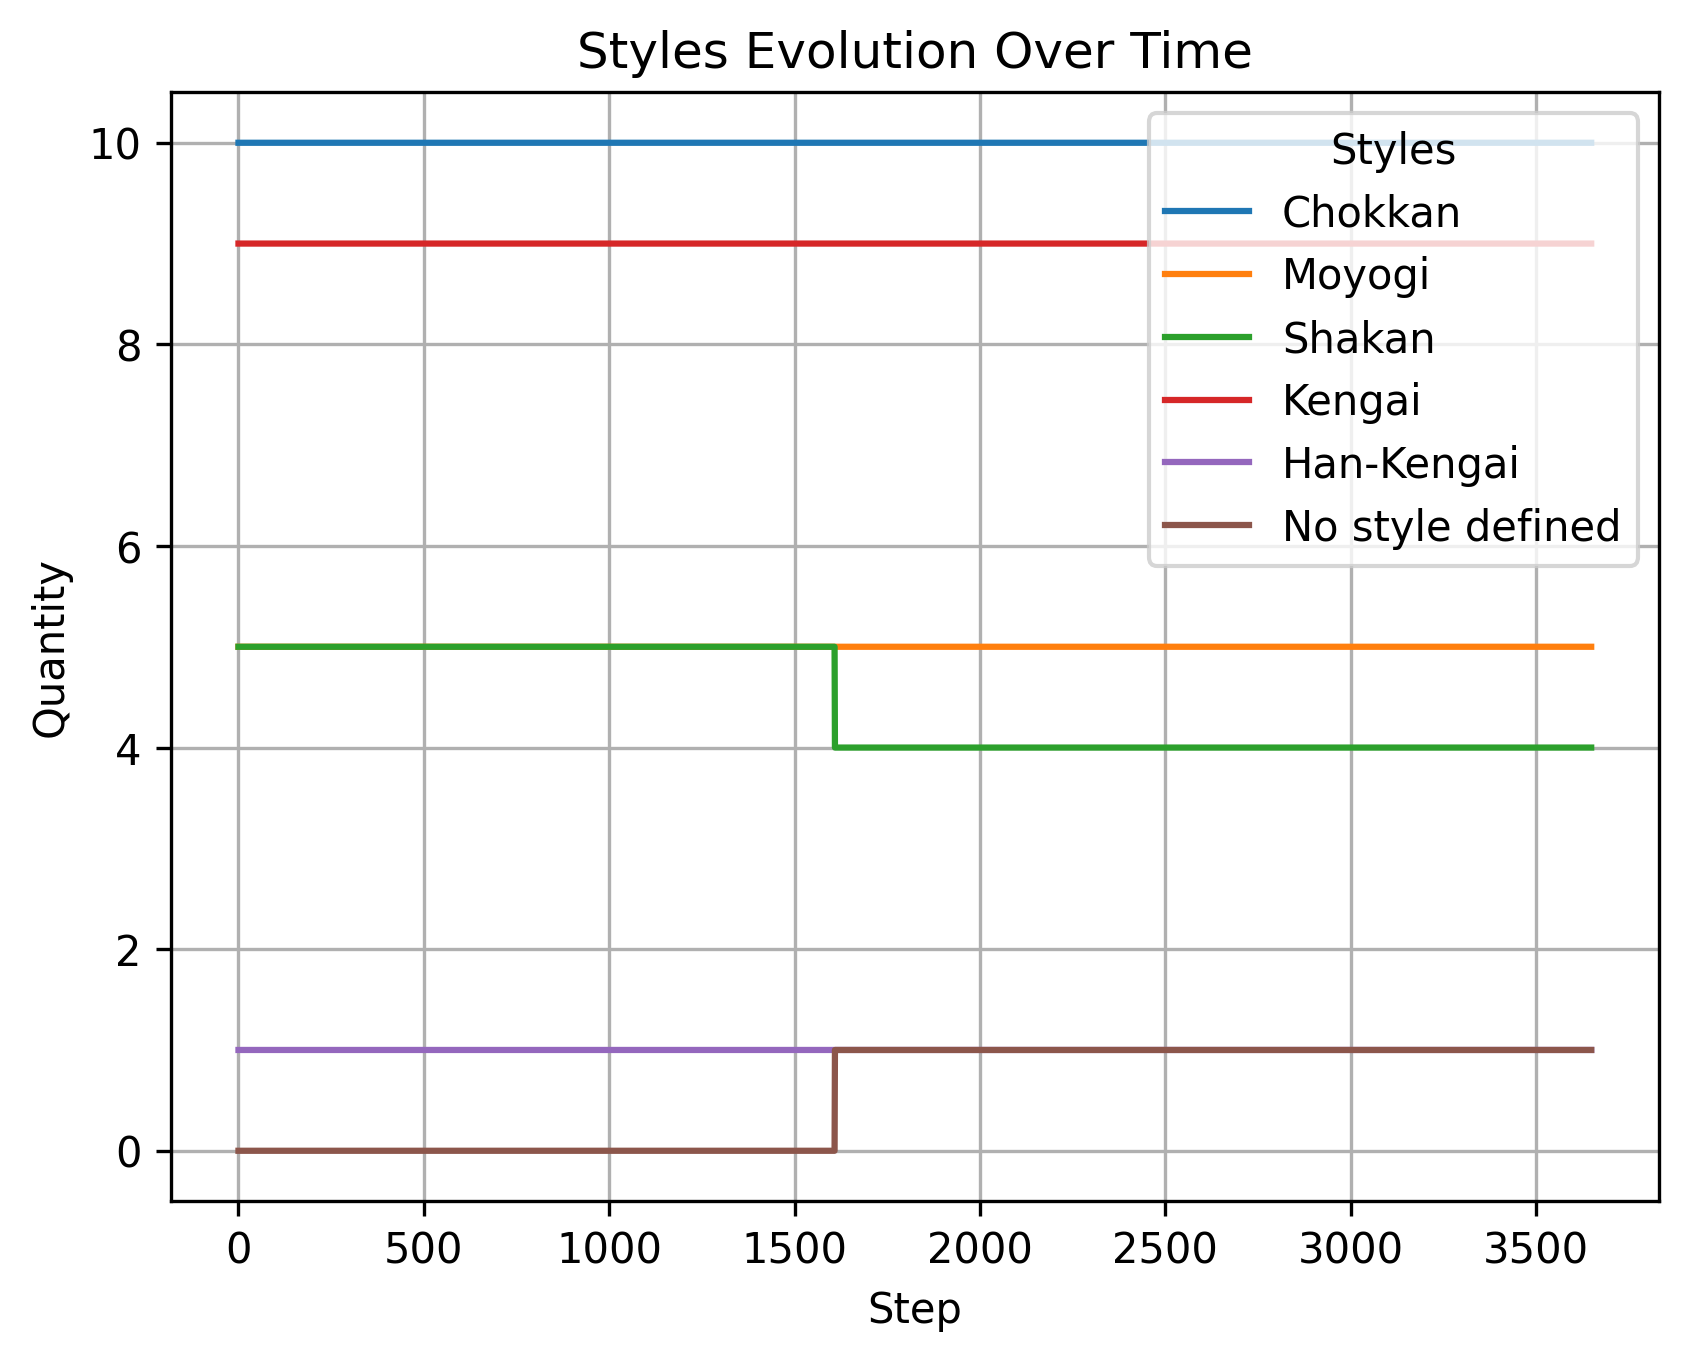 Styles Evolution Over Time
Styles
Chokkan
Moyogi
Shakan
Kengai
Han-Kengai
No style defined
Quantity
10
8
6
4
2
0
0 500 1000 1500 2000 2500 3000 3500
Step